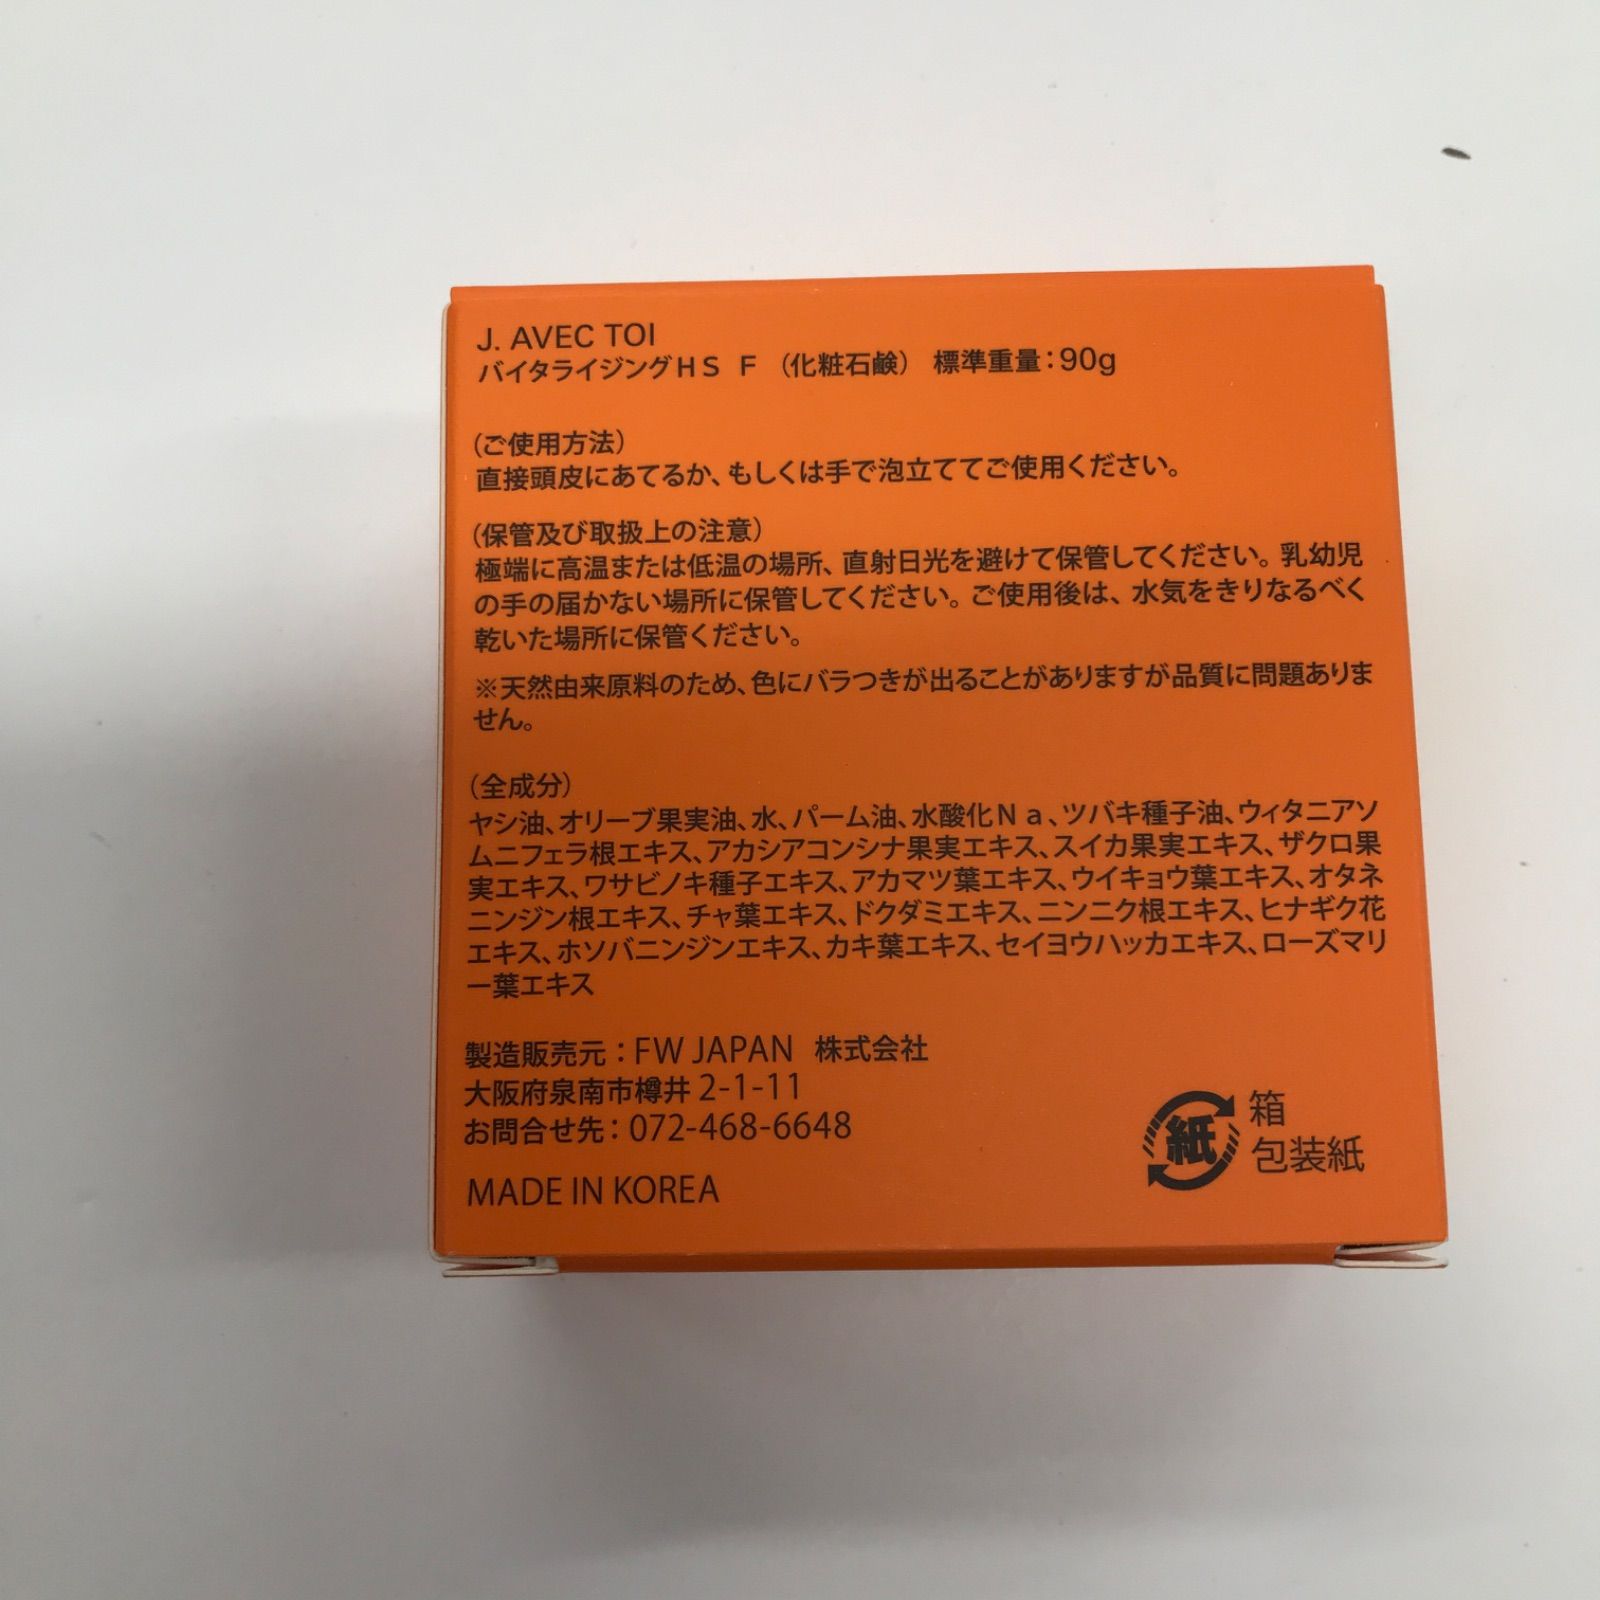 J. AVEC TOI
バイタライジングＨＳ Ｆ （化粧石鹸） 標準重量：90g
（ご使用方法）
直接頭皮にあてるか、もしくは手で泡立ててご使用ください。
（保管及び取扱上の注意）
極端に高温または低温の場所、直射日光を避けて保管してください。乳幼児
の手の届かない場所に保管してください。ご使用後は、水気をきりなるべく
乾いた場所に保管ください。
※天然由来原料のため、色にバラつきが出ることがありますが品質に問題ありま
せん。
（全成分）
ヤシ油、オリーブ果実油、水、パーム油、水酸化Ｎａ、ツバキ種子油、ウィタニアソ
ムニフェラ根エキス、アカシアコンシナ果実エキス、スイカ果実エキス、ザクロ果
実エキス、ワサビノキ種子エキス、アカマツ葉エキス、ウイキョウ葉エキス、オタネ
ニンジン根エキス、チャ葉エキス、ドクダミエキス、ニンニク根エキス、ヒナギク花
エキス、ホソバニンジンエキス、カキ葉エキス、セイヨウハッカエキス、ローズマリ
ー葉エキス
製造販売元：FW JAPAN 株式会社
大阪府泉南市樽井 2-1-11
お問合せ先：072-468-6648
MADE IN KOREA
紙
箱
包装紙